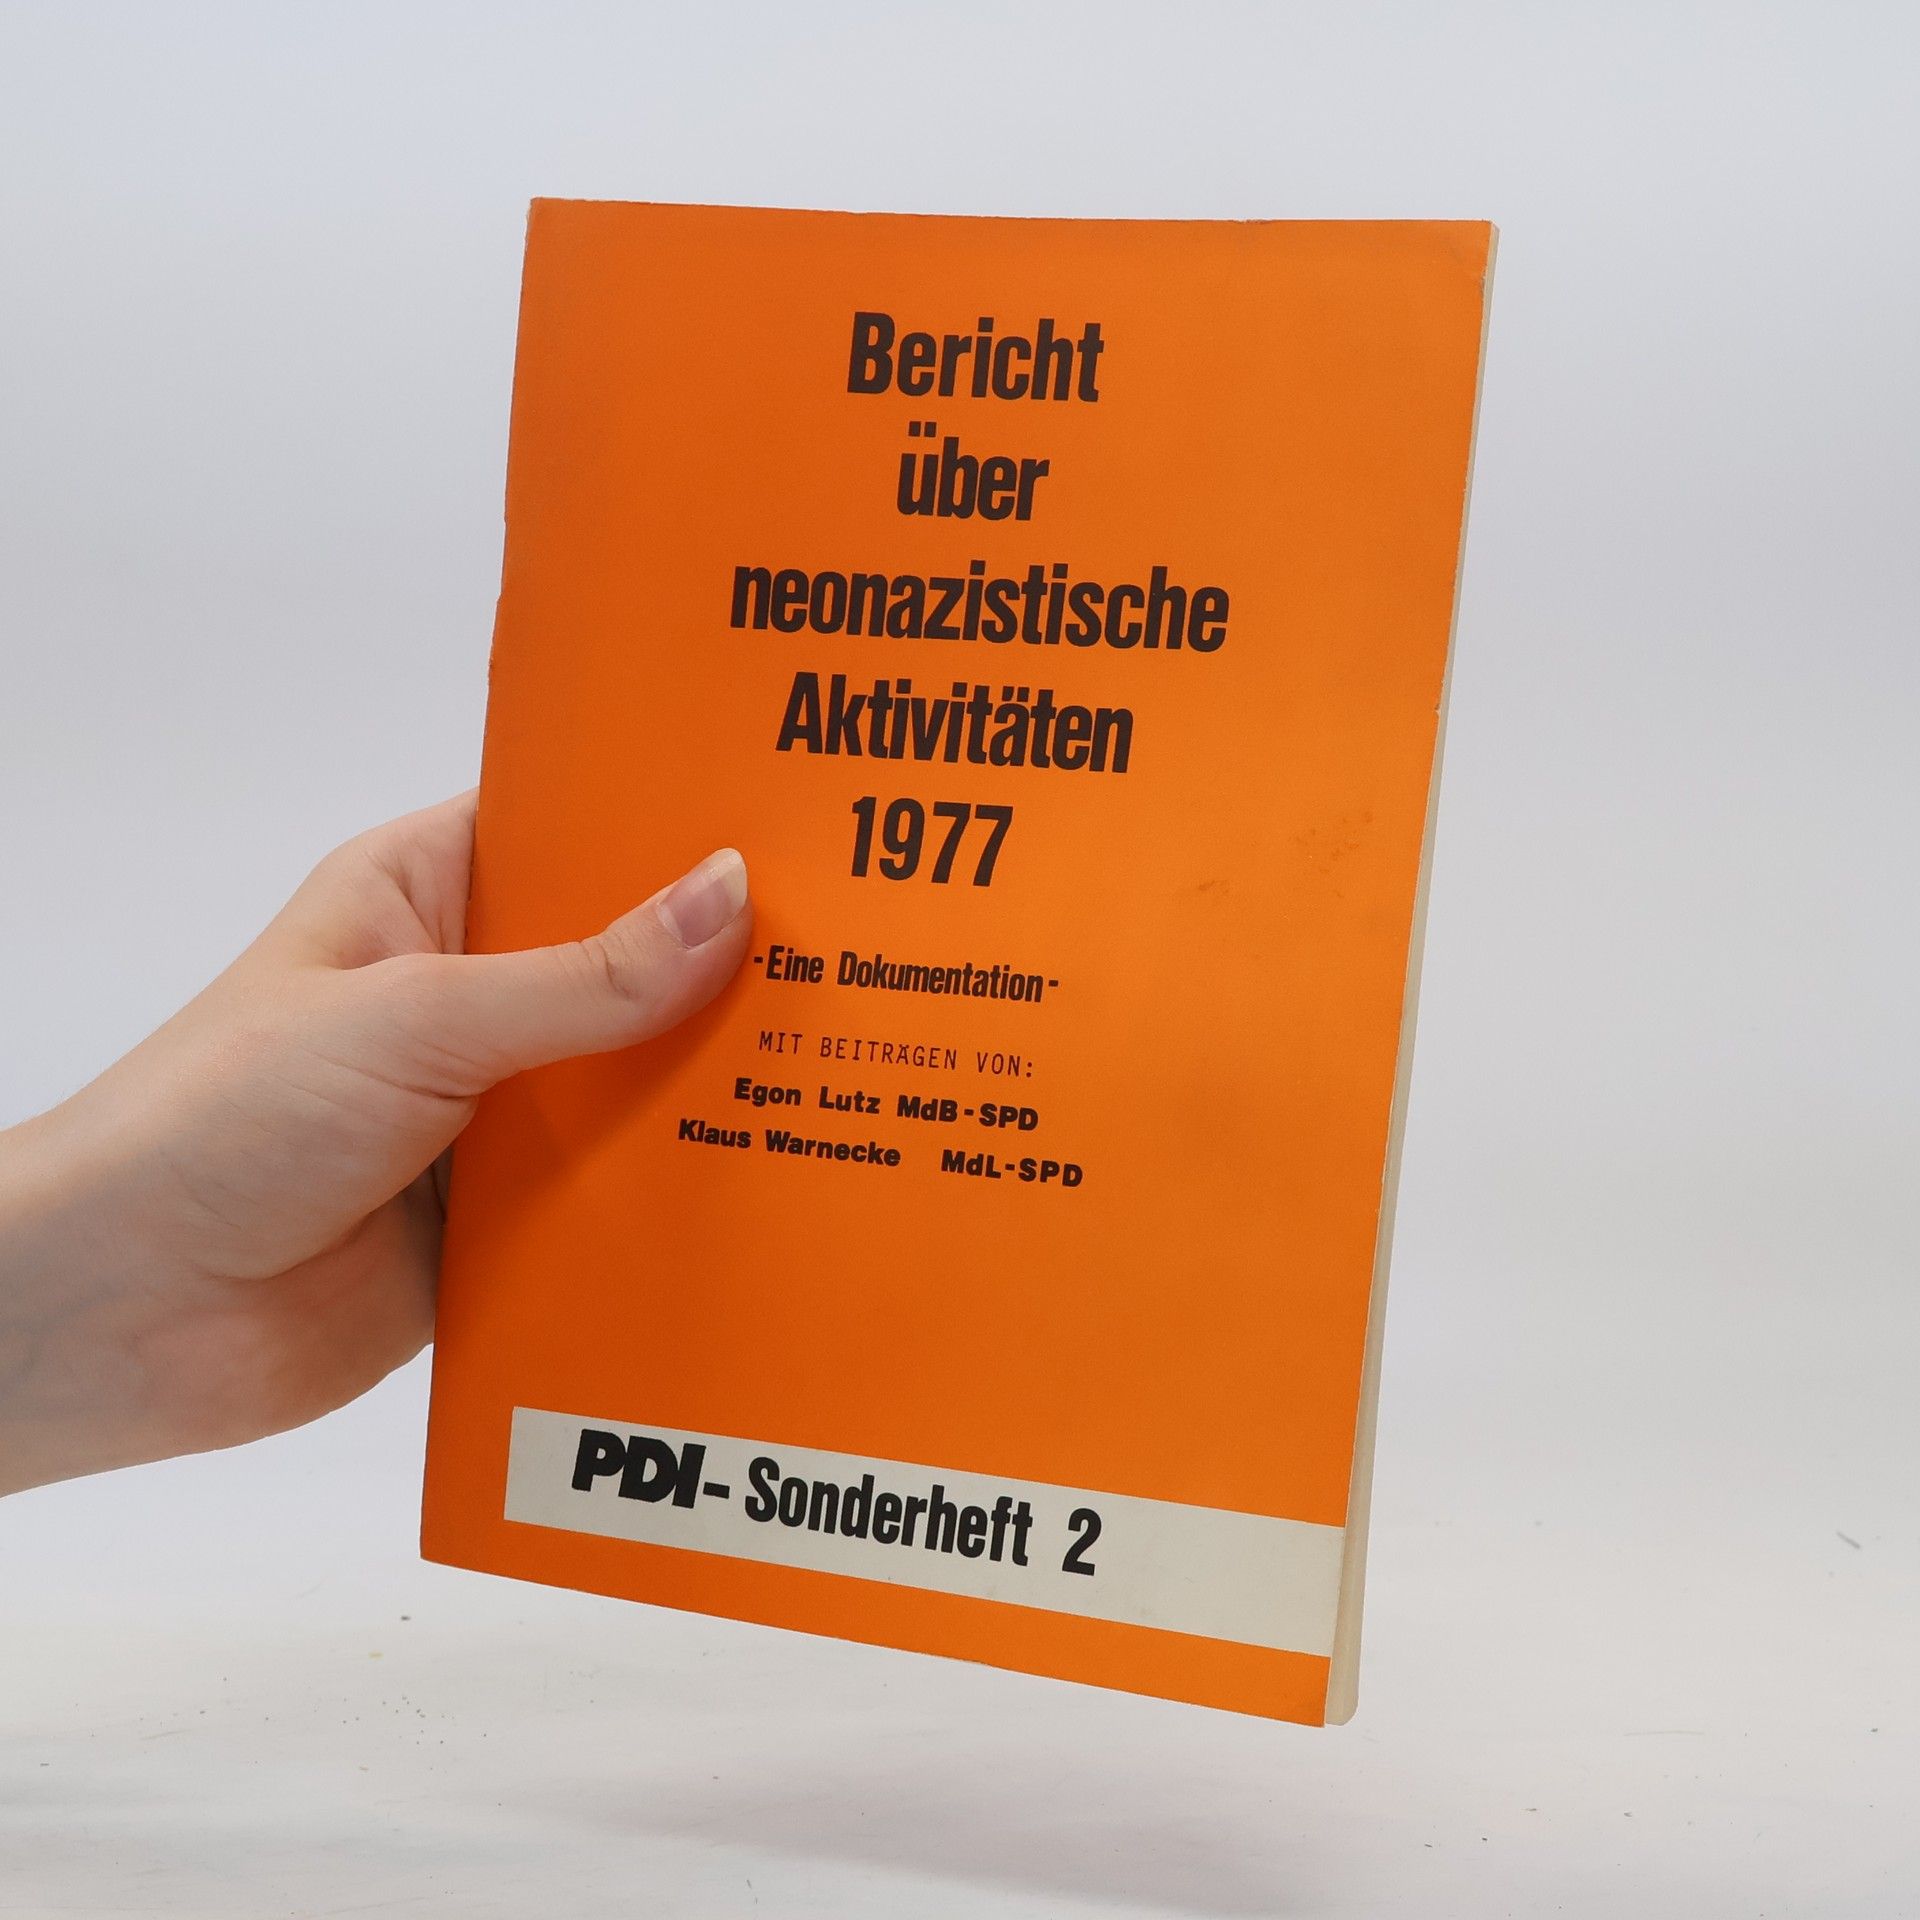 Bericht
über
neonazistische
Aktivitäten
1977
-Eine Dokumentation-
MIT BEITRÄGEN VON:
Egon Lutz MdB-SPD
Klaus Warnecke MdL-SPD
PDI-Sonderheft 2